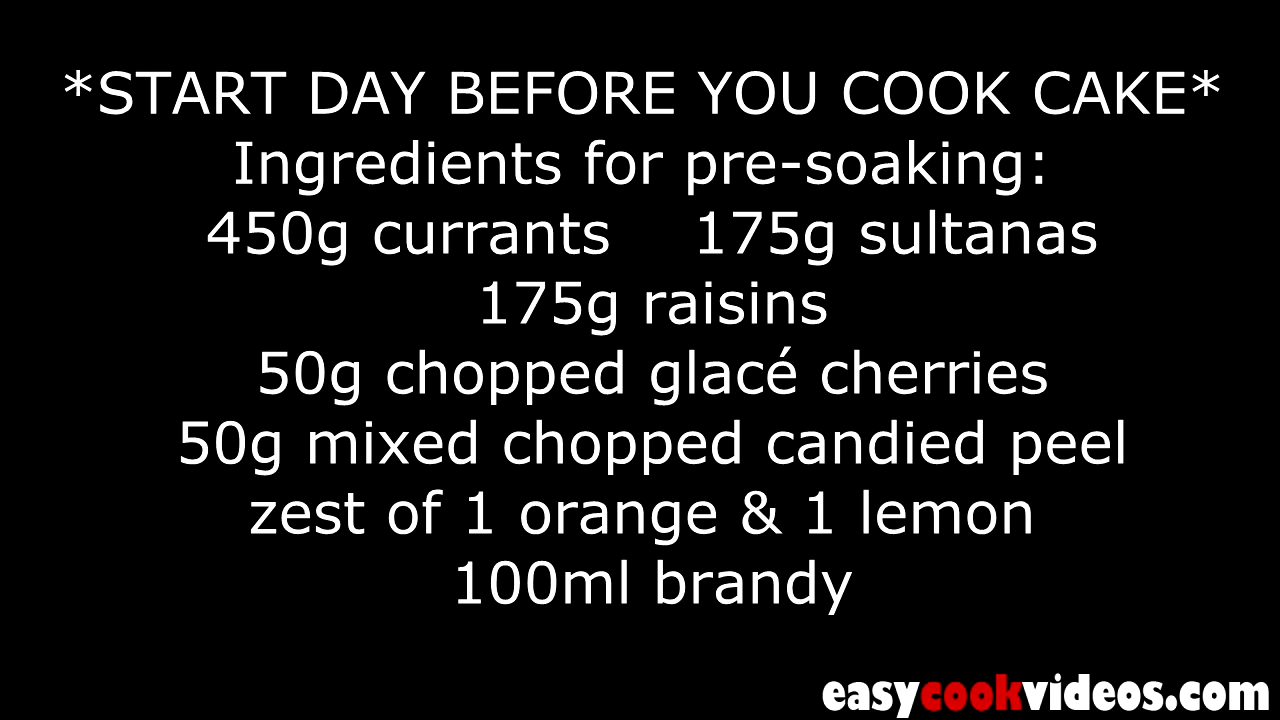 *START DAY BEFORE YOU COOK CAKE*
Ingredients for pre-soaking:
450g currants 175g sultanas
175g raisins
50g chopped glacé cherries
50g mixed chopped candied peel
zest of 1 orange & 1 lemon
100ml brandy
easycookvideos.com